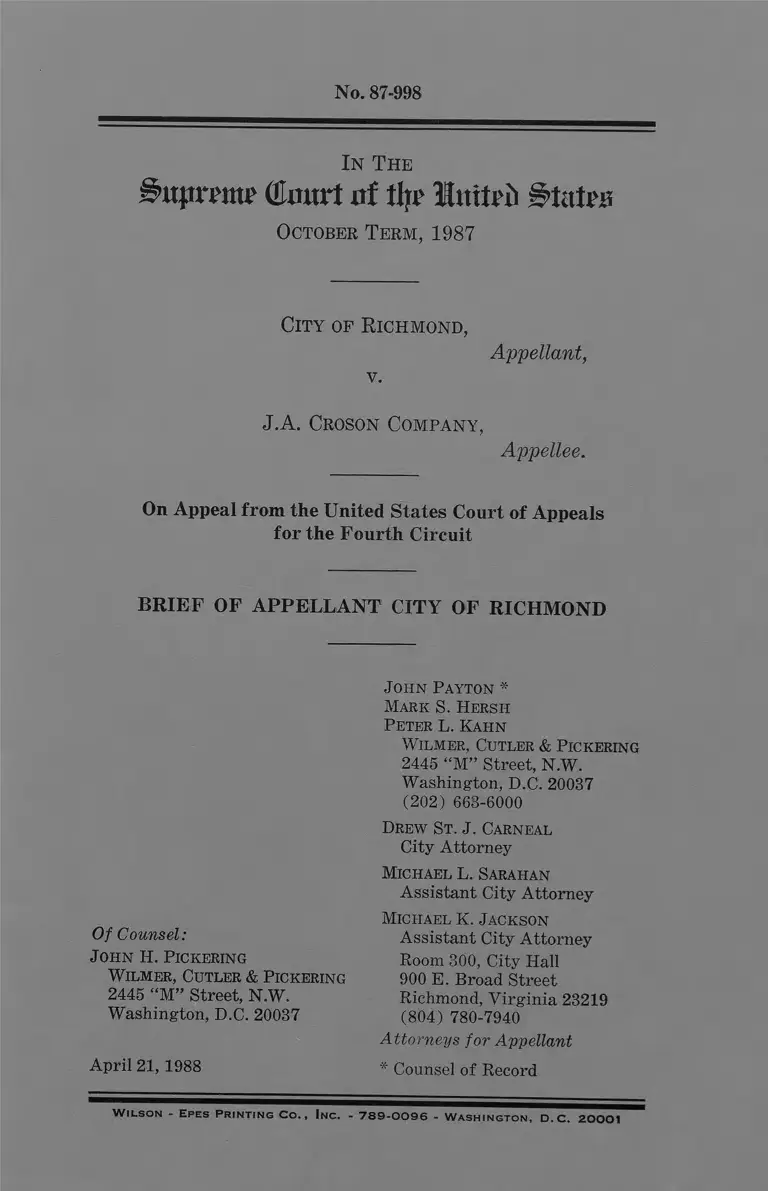 No. 87-998
IN THE
Supreme Court of the United States
OCTOBER TERM, 1987
CITY OF RICHMOND,
Appellant,
v.
J.A. CROSON COMPANY,
Appellee.
On Appeal from the United States Court of Appeals
for the Fourth Circuit
BRIEF OF APPELLANT CITY OF RICHMOND
JOHN PAYTON *
MARK S. HERSH
PETER L. KAHN
WILMER, CUTLER & PICKERING
2445 “M” Street, N.W.
Washington, D.C. 20037
(202) 663-6000
DREW ST. J. CARNEAL
City Attorney
MICHAEL L. SARAHAN
Assistant City Attorney
MICHAEL K. JACKSON
Assistant City Attorney
Room 300, City Hall
900 E. Broad Street
Richmond, Virginia 23219
(804) 780-7940
Attorneys for Appellant
* Counsel of Record
Of Counsel:
JOHN H. PICKERING
WILMER, CUTLER & PICKERING
2445 “M” Street, N.W.
Washington, D.C. 20037
April 21, 1988
WILSON - EPES PRINTING CO., INC. - 789-0096 - WASHINGTON, D.C. 20001